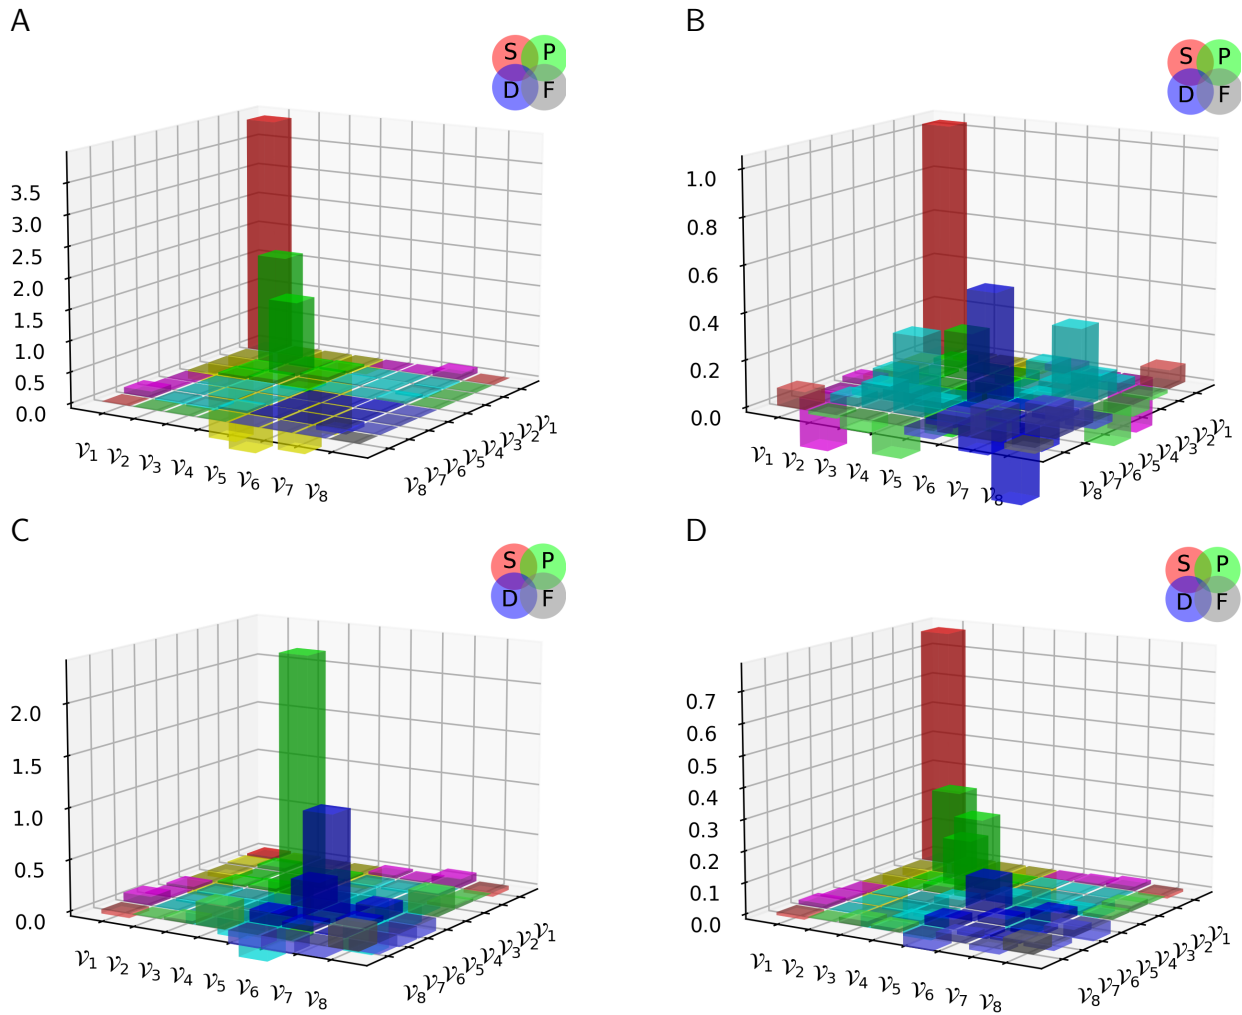 A
S P
D F
3.5
3.0
2.5
2.0
1.5
1.0
0.5
0.0
𝒱₁ 𝒱₂ 𝒱₃ 𝒱₄ 𝒱₅ 𝒱₆ 𝒱₇ 𝒱₈
𝒱₈ 𝒱₇ 𝒱₆ 𝒱₅ 𝒱₄ 𝒱₃ 𝒱₂ 𝒱₁
B
S P
D F
1.0
0.8
0.6
0.4
0.2
0.0
𝒱₁ 𝒱₂ 𝒱₃ 𝒱₄ 𝒱₅ 𝒱₆ 𝒱₇ 𝒱₈
𝒱₈ 𝒱₇ 𝒱₆ 𝒱₅ 𝒱₄ 𝒱₃ 𝒱₂ 𝒱₁
C
S P
D F
2.0
1.5
1.0
0.5
0.0
𝒱₁ 𝒱₂ 𝒱₃ 𝒱₄ 𝒱₅ 𝒱₆ 𝒱₇ 𝒱₈
𝒱₈ 𝒱₇ 𝒱₆ 𝒱₅ 𝒱₄ 𝒱₃ 𝒱₂ 𝒱₁
D
S P
D F
0.7
0.6
0.5
0.4
0.3
0.2
0.1
0.0
𝒱₁ 𝒱₂ 𝒱₃ 𝒱₄ 𝒱₅ 𝒱₆ 𝒱₇ 𝒱₈
𝒱₈ 𝒱₇ 𝒱₆ 𝒱₅ 𝒱₄ 𝒱₃ 𝒱₂ 𝒱₁